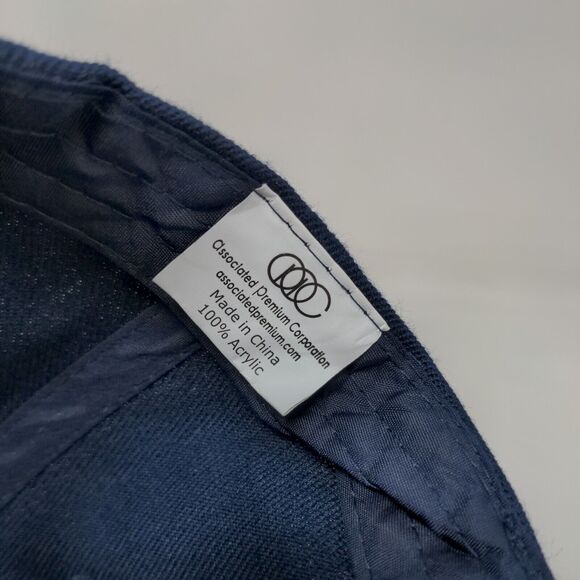 associated premium Corporation
associatedpremium.com
Made in China
100% Acrylic